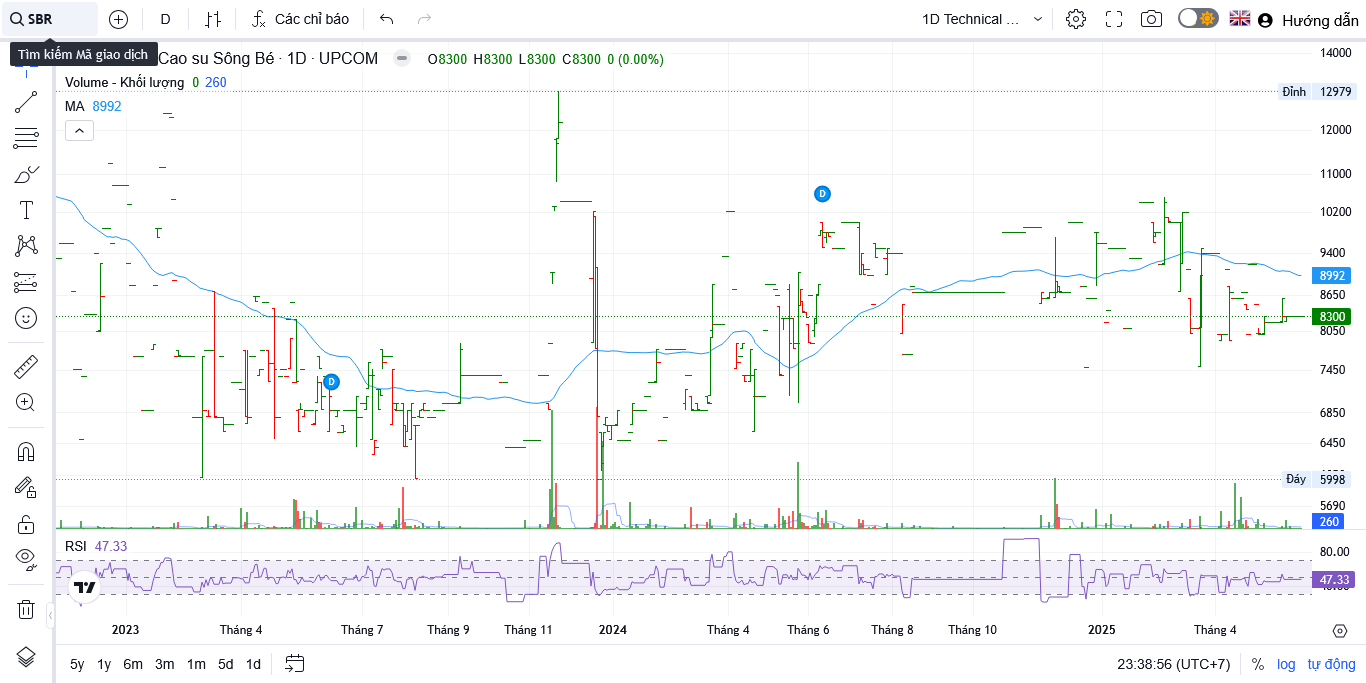 SBR
D
Các chỉ báo
1D Technical ...
Hướng dẫn
Tìm kiếm Mã giao dịch
Cao su Sông Bé · 1D · UPCOM
O8300 H8300 L8300 C8300 0 (0.00%)
Volume - Khối lượng 0 260
MA 8992
14000
Đỉnh 12979
12000
11000
10200
9400
8992
8650
8300
8050
7450
6850
6450
Đáy 5998
5690
260
D
D
RSI 47.33
80.00
47.33
2023
Tháng 4
Tháng 7
Tháng 9
Tháng 11
2024
Tháng 4
Tháng 6
Tháng 8
Tháng 10
2025
Tháng 4
5y 1y 6m 3m 1m 5d 1d
23:38:56 (UTC+7)
% log tự động